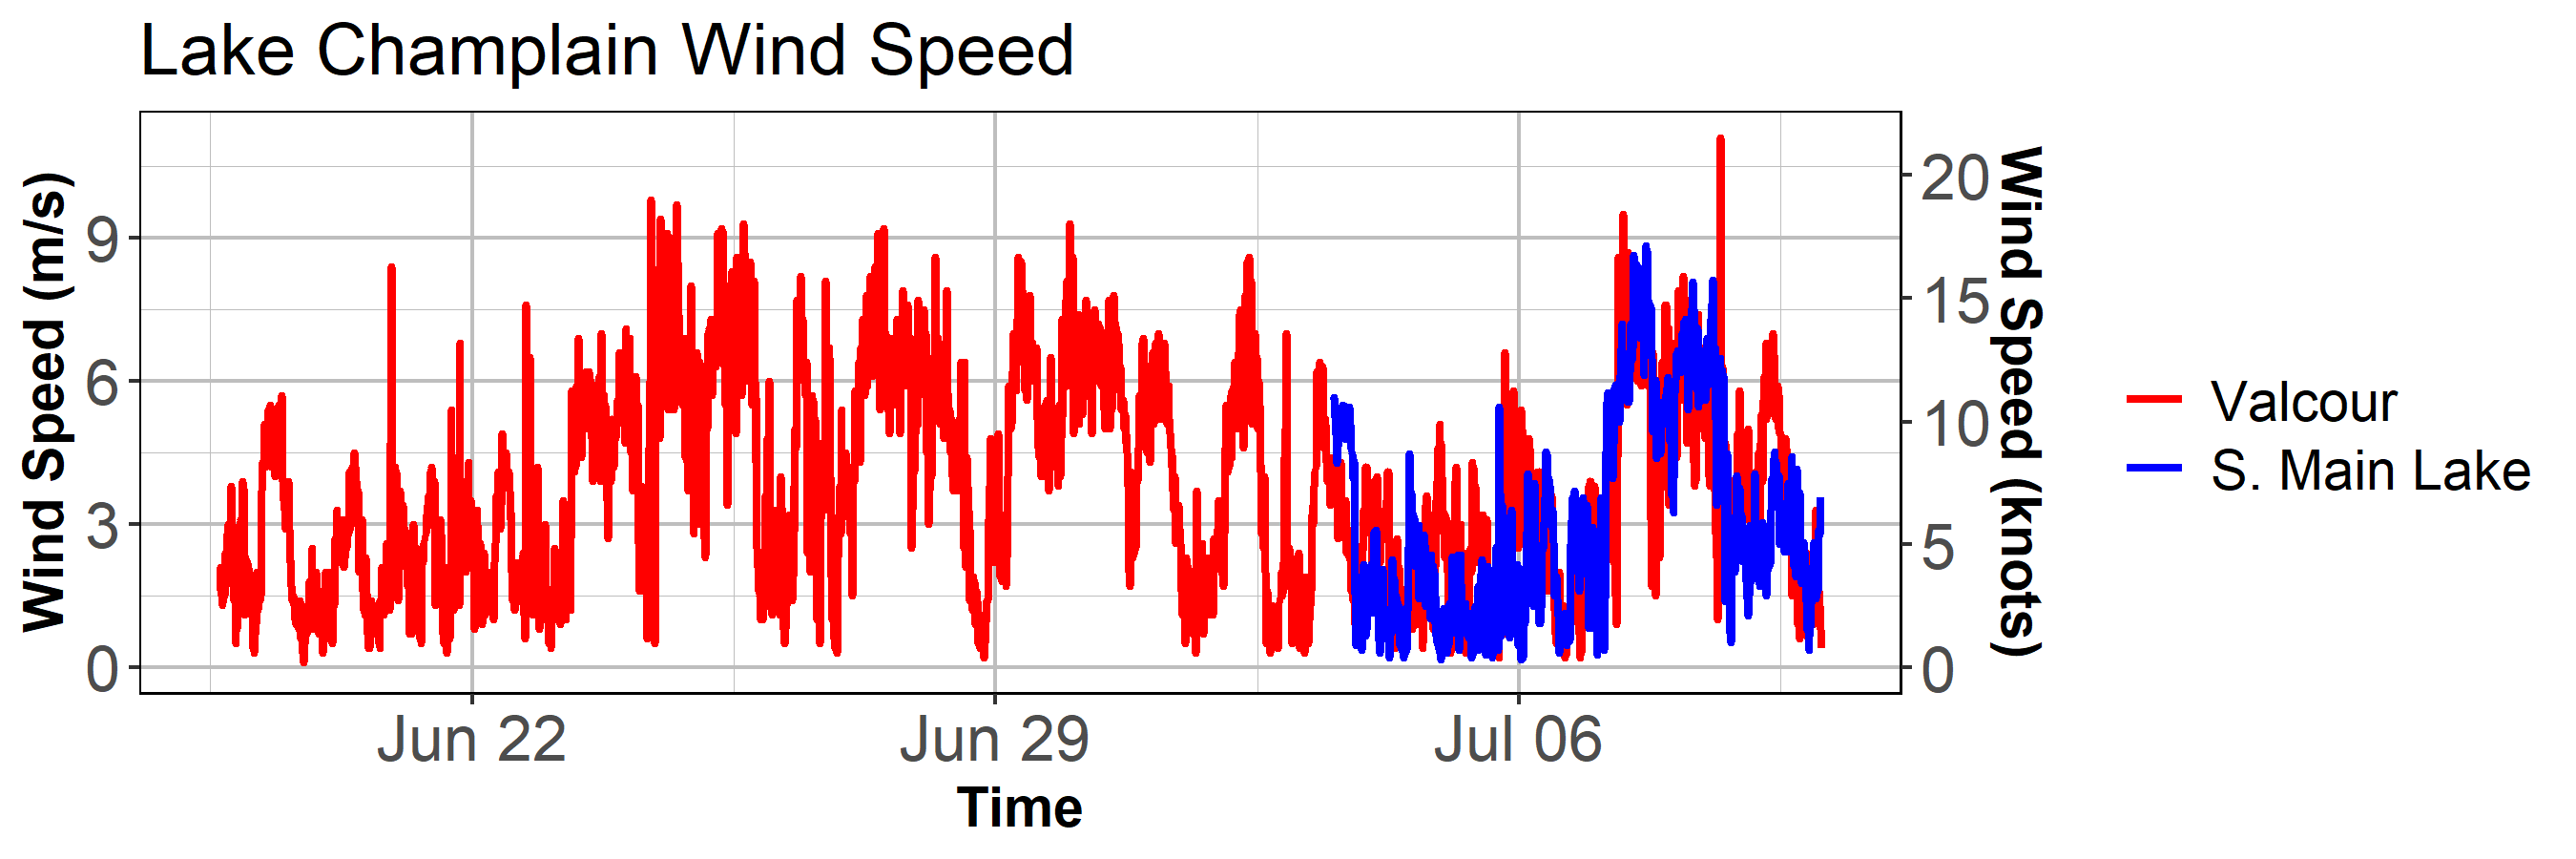 Lake Champlain Wind Speed
Wind Speed (m/s)
9
6
3
0
20
15
10
5
0
Wind Speed (knots)
Jun 22
Jun 29
Jul 06
Time
Valcour
S. Main Lake